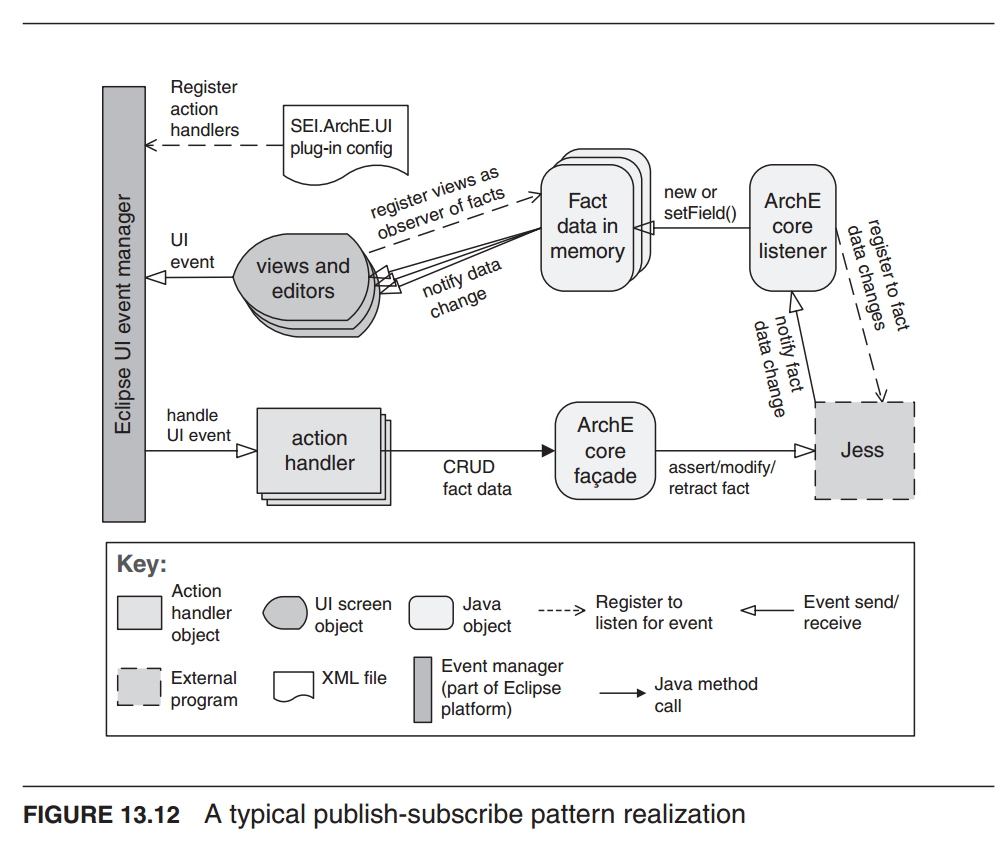 Register
action
handlers
SEI.ArchE.UI
plug-in config
Eclipse UI event manager
UI
event
views and
editors
register views as
observer of facts
notify data
change
Fact
data in
memory
new or
setField()
ArchE
core
listener
register to fact
data changes
notify fact
data change
handle
UI event
action
handler
CRUD
fact data
ArchE
core
façade
assert/modify/
retract fact
Jess
Key:
Action
handler
object
UI screen
object
Java
object
Register to
listen for event
Event send/
receive
External
program
XML file
Event manager
(part of Eclipse
platform)
Java method
call
FIGURE 13.12 A typical publish-subscribe pattern realization